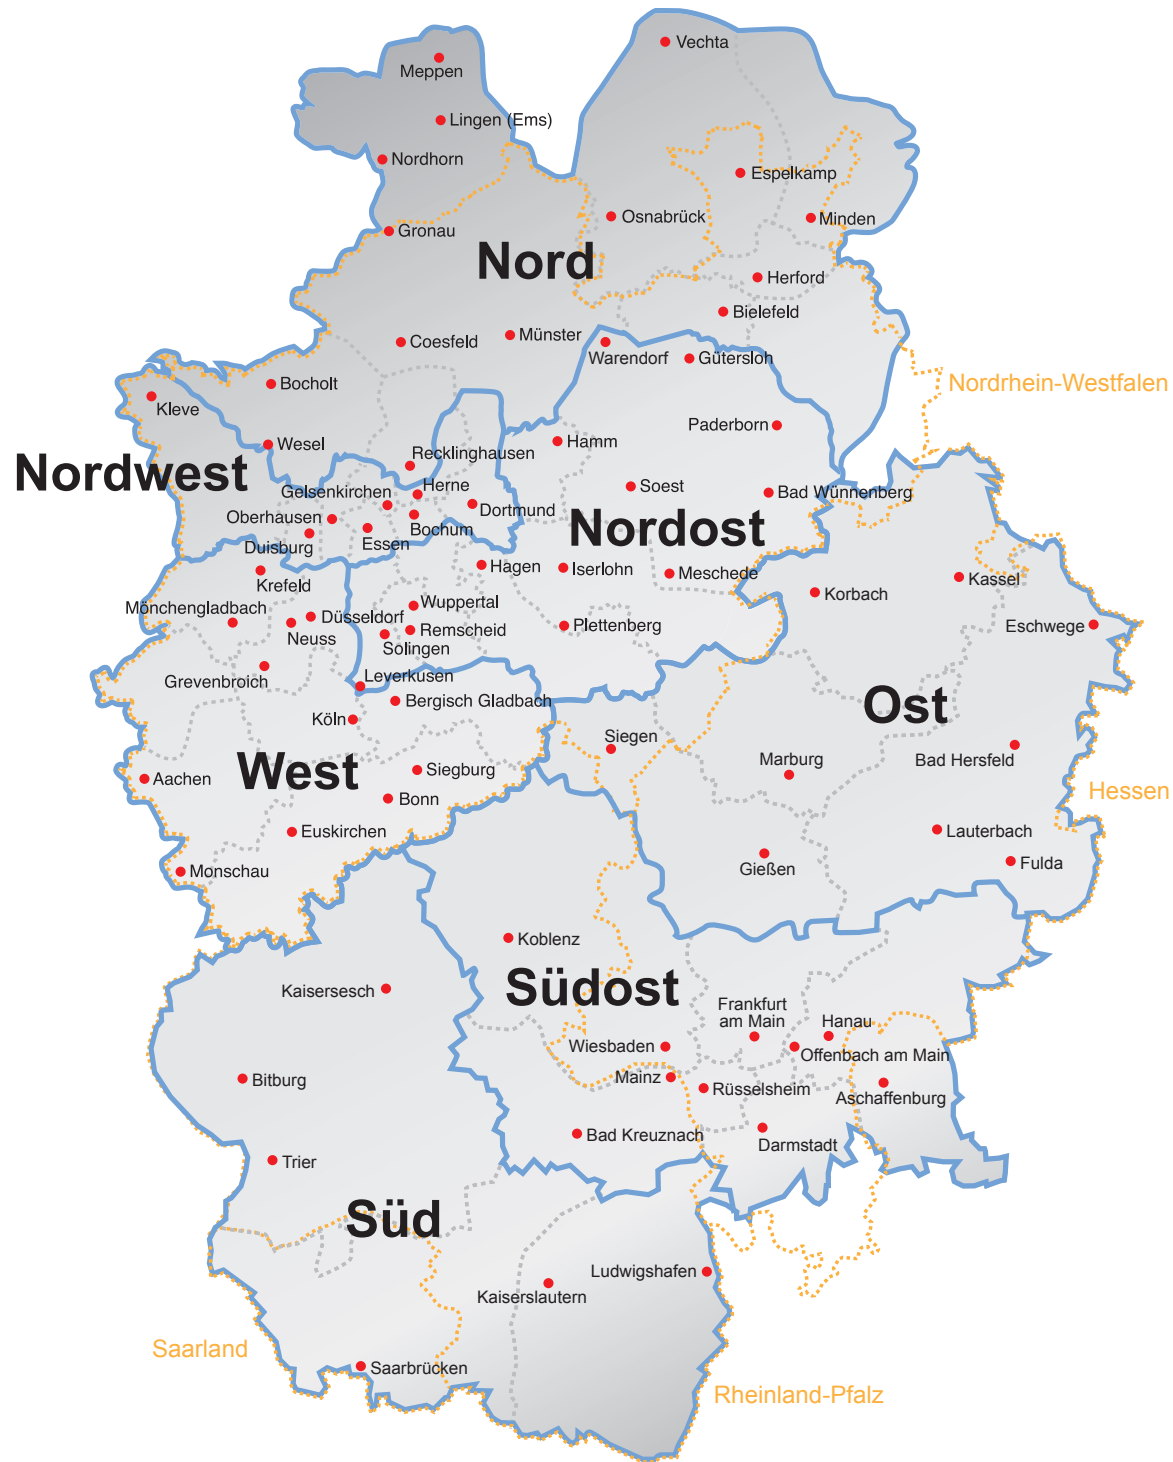 Vechta
Meppen
Lingen (Ems)
Nordhorn
Espelkamp
Osnabrück
Minden
Gronau
Nord
Herford
Bielefeld
Münster
Coesfeld
Warendorf
Gütersloh
Nordrhein-Westfalen
Bocholt
Kleve
Paderborn
Wesel
Hamm
Recklinghausen
Nordwest
Soest
Gelsenkirchen
Herne
Bad Wünnenberg
Dortmund
Oberhausen
Bochum
Nordost
Essen
Duisburg
Hagen
Iserlohn
Meschede
Kassel
Krefeld
Korbach
Wuppertal
Mönchengladbach
Düsseldorf
Eschwege
Remscheid
Plettenberg
Neuss
Solingen
Leverkusen
Grevenbroich
Bergisch Gladbach
Ost
Köln
Siegen
Marburg
Bad Hersfeld
West
Siegburg
Aachen
Hessen
Bonn
Euskirchen
Lauterbach
Fulda
Gießen
Monschau
Koblenz
Südost
Kaisersesch
Frankfurt
am Main
Hanau
Wiesbaden
Offenbach am Main
Mainz
Bitburg
Rüsselsheim
Aschaffenburg
Bad Kreuznach
Darmstadt
Trier
Süd
Ludwigshafen
Kaiserslautern
Saarland
Saarbrücken
Rheinland-Pfalz